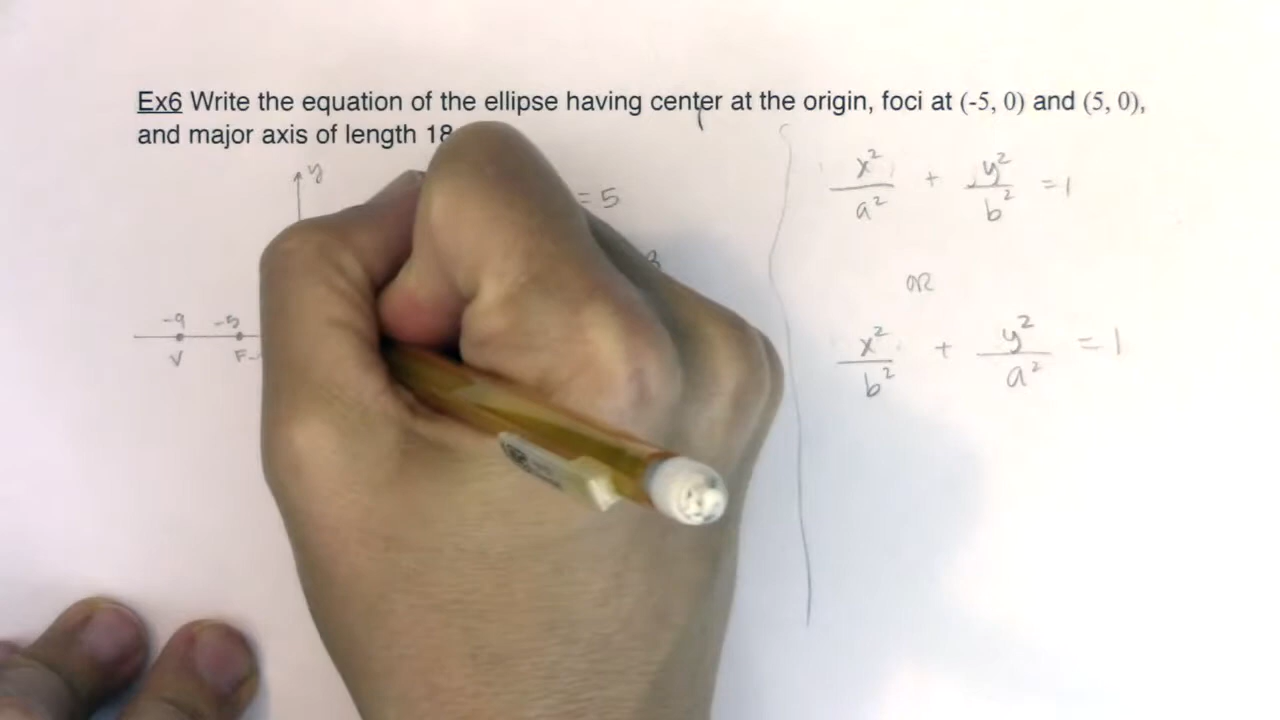 Ex6 Write the equation of the ellipse having center at the origin, foci at (-5, 0) and (5, 0),
and major axis of length 18
y
= 5
-9 -5
V F
x² / a² + y² / b² = 1
OR
x² / b² + y² / a² = 1